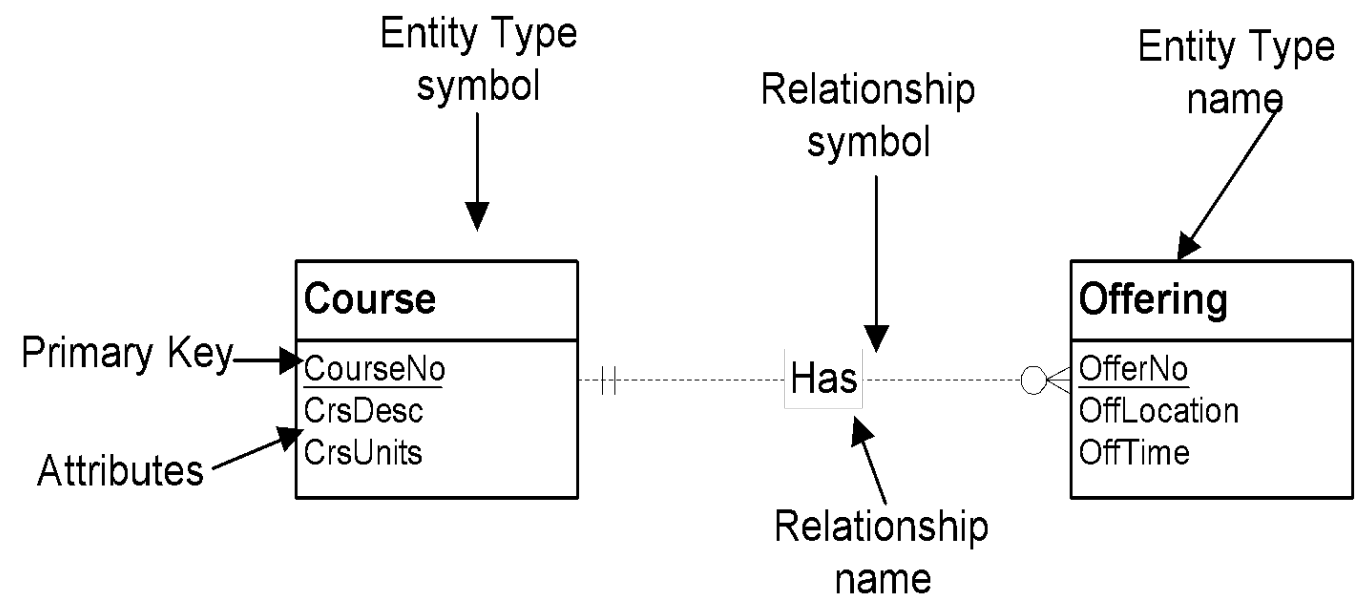 Entity Type
symbol
Relationship
symbol
Entity Type
name
Course
Offering
Primary Key
CourseNo
CrsDesc
CrsUnits
Attributes
Has
OfferNo
OffLocation
OffTime
Relationship
name